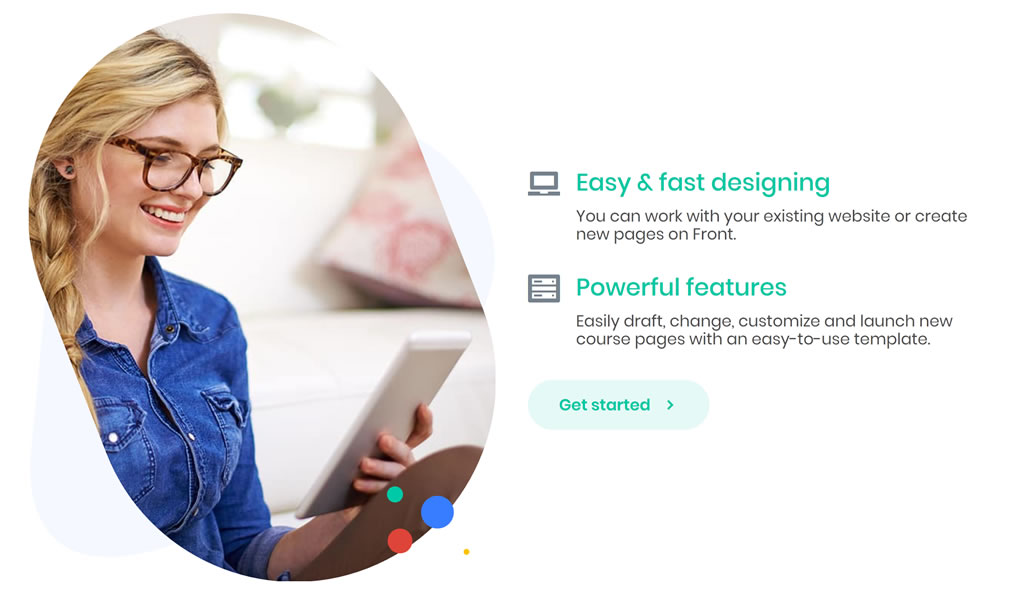 Easy & fast designing
You can work with your existing website or create
new pages on Front.
Powerful features
Easily draft, change, customize and launch new
course pages with an easy-to-use template.
Get started